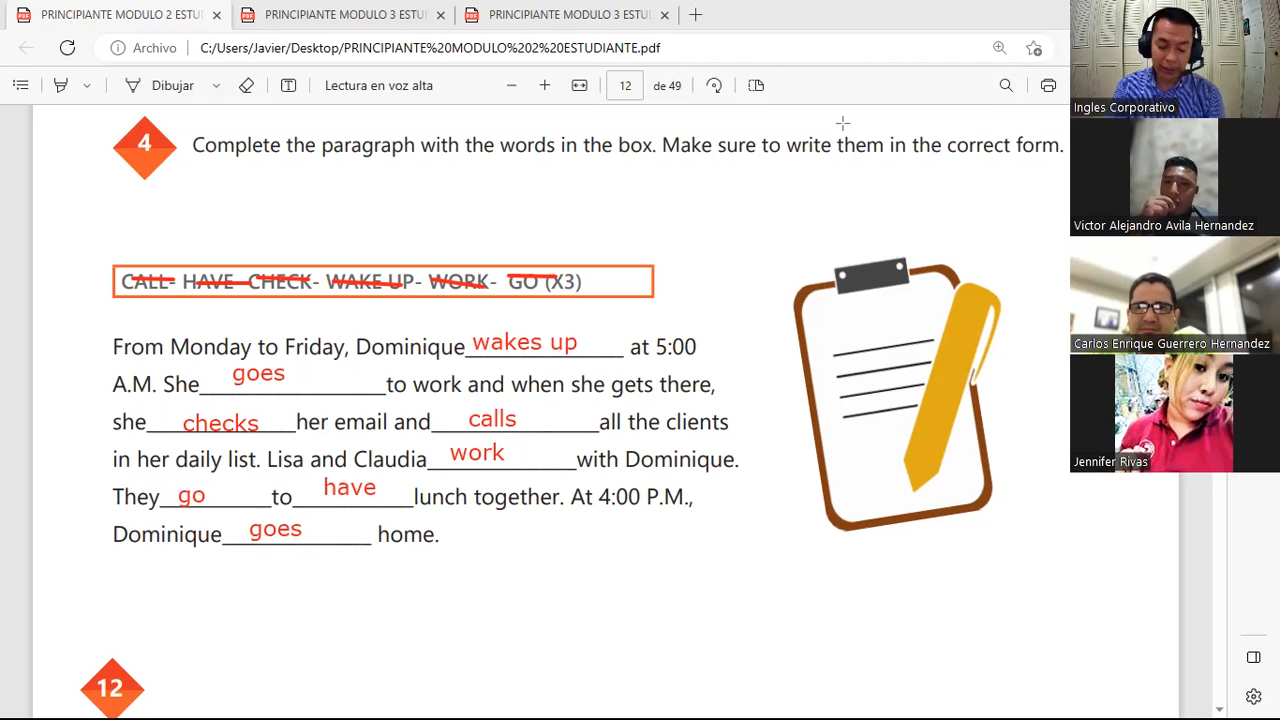 PRINCIPIANTE MODULO 2 ESTUD
PRINCIPIANTE MODULO 3 ESTUD
PRINCIPIANTE MODULO 3 ESTUD
Archivo
C:/Users/Javier/Desktop/PRINCIPIANTE%20MODULO%202%20ESTUDIANTE.pdf
Dibujar
Lectura en voz alta
12
de 49
4
Complete the paragraph with the words in the box. Make sure to write them in the correct form.
CALL- HAVE- CHECK- WAKE UP- WORK- GO (X3)
From Monday to Friday, Dominique wakes up at 5:00
A.M. She goes to work and when she gets there,
she checks her email and calls all the clients
in her daily list. Lisa and Claudia work with Dominique.
They go to have lunch together. At 4:00 P.M.,
Dominique goes home.
12
Ingles Corporativo
Victor Alejandro Avila Hernandez
Carlos Enrique Guerrero Hernandez
Jennifer Rivas